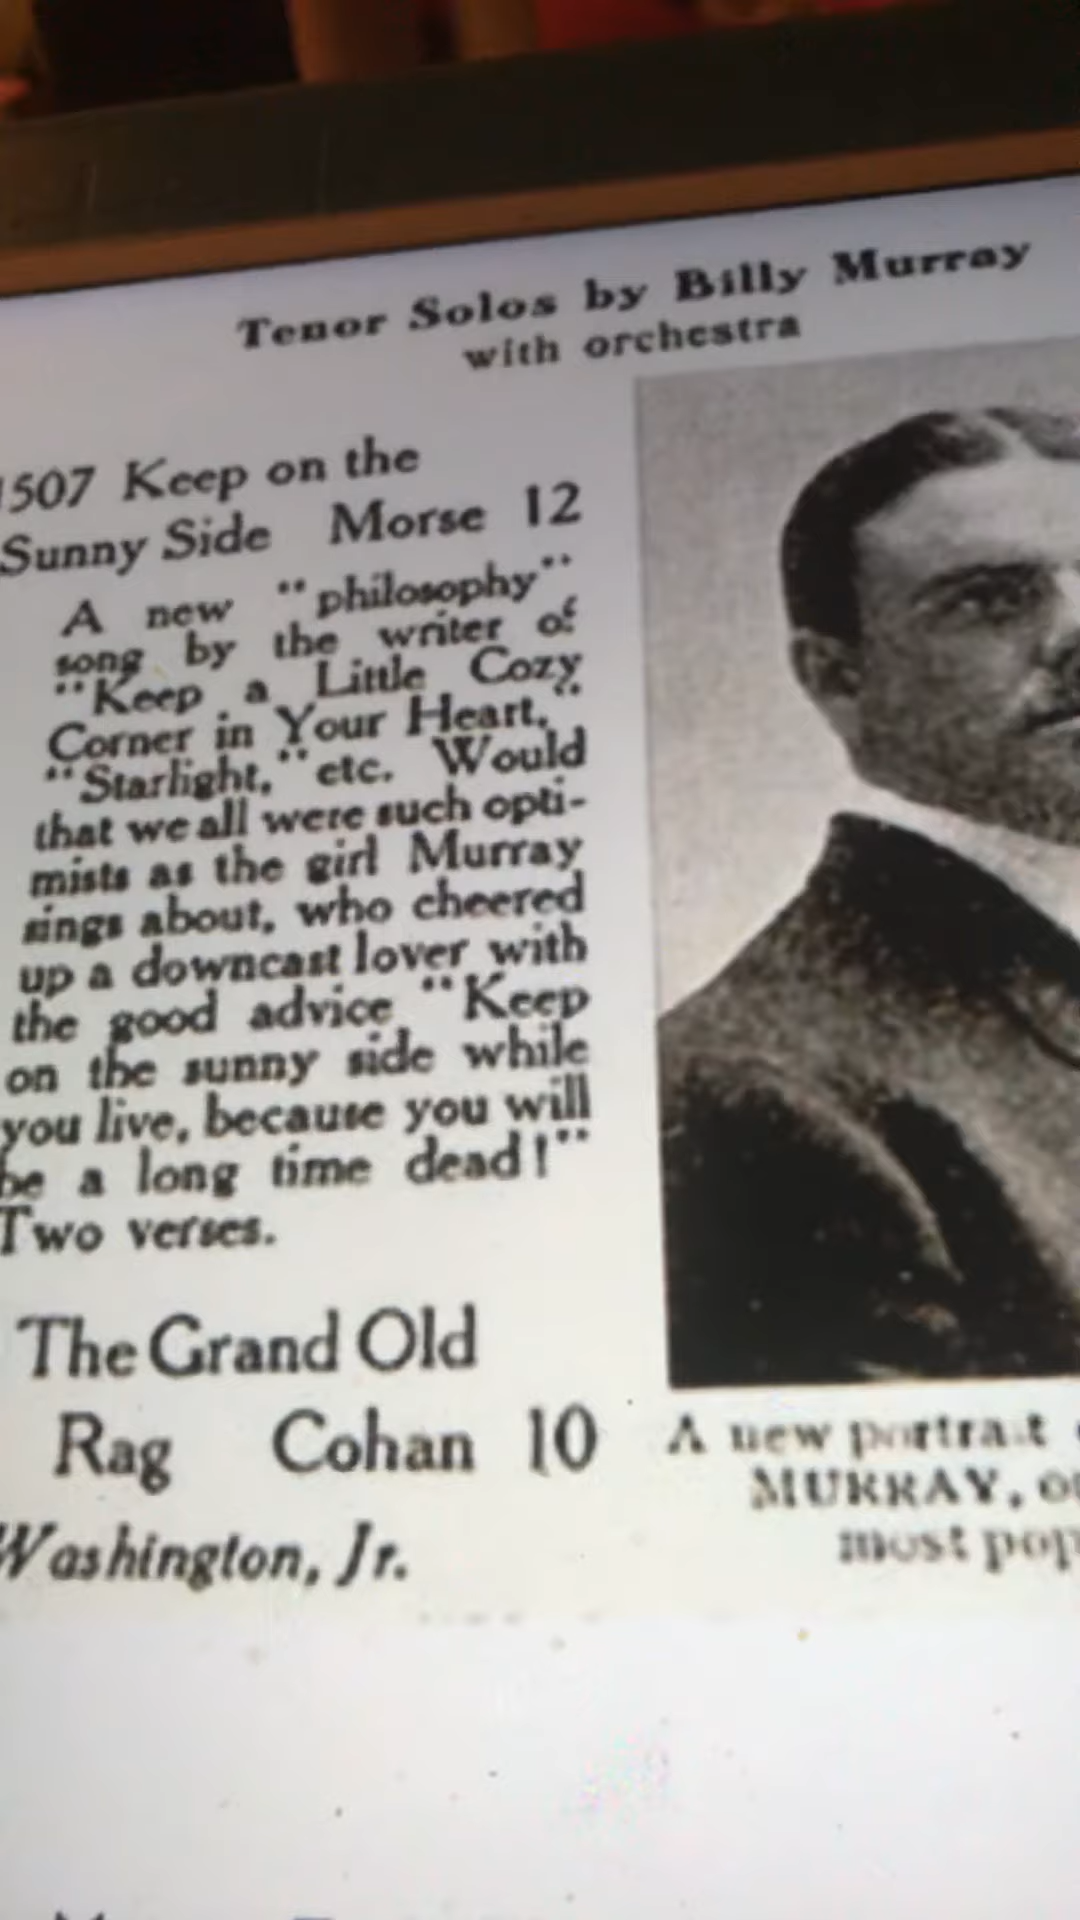 Tenor Solos by Billy Murray
with orchestra
1507 Keep on the
Sunny Side Morse 12
A new "philosophy"
song by the writer of
"Keep a Little Cozy
Corner in Your Heart,"
"Starlight," etc. Would
that we all were such opti-
mists as the girl Murray
sings about, who cheered
up a downcast lover with
the good advice "Keep
on the sunny side while
you live, because you will
be a long time dead!"
Two verses.
The Grand Old
Rag Cohan 10
Washington, Jr.
A new portrait
MURRAY,
most